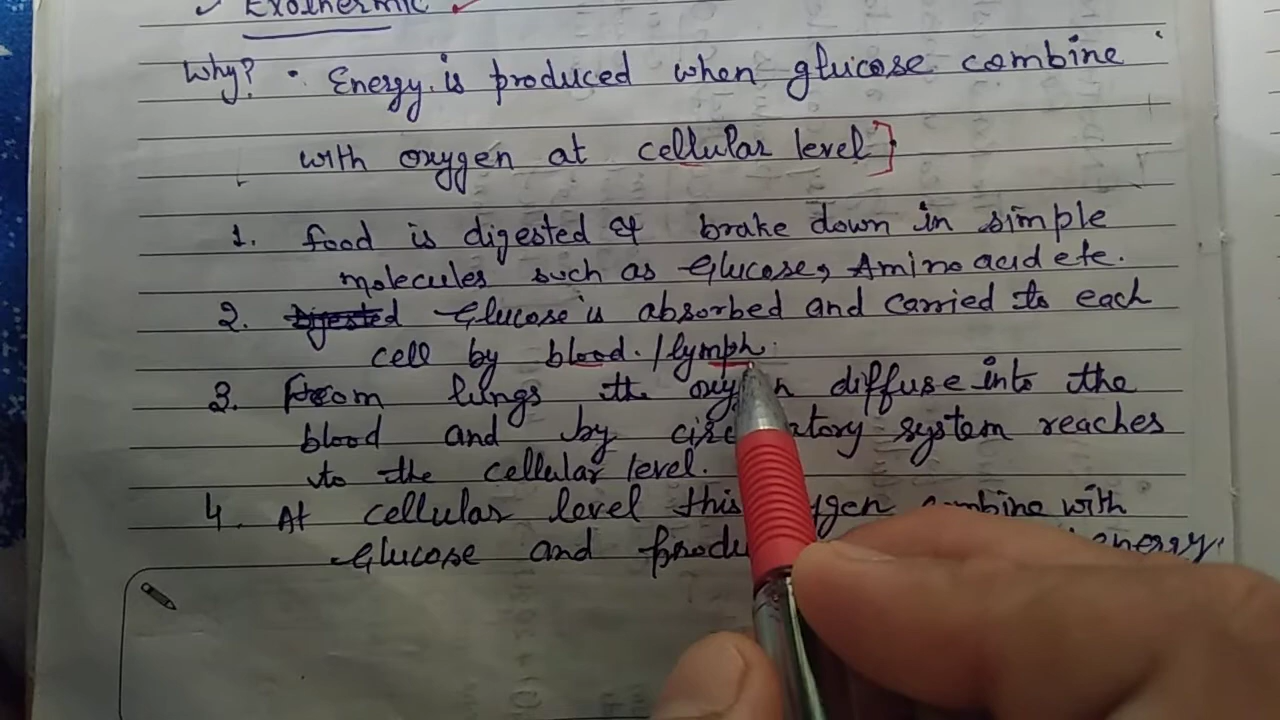 Exothermic
Why? • Energy is produced when glucose combine
with oxygen at cellular level}
1. food is digested & brake down in simple
molecules such as Glucose, Amino acid etc.
2. Digested Glucose is absorbed and carried to each
cell by blood. / lymph.
3. From lungs the oxygen diffuse into the
blood and by circulatory system reaches
to the cellular level.
4. At cellular level this combine with
Glucose and energy.